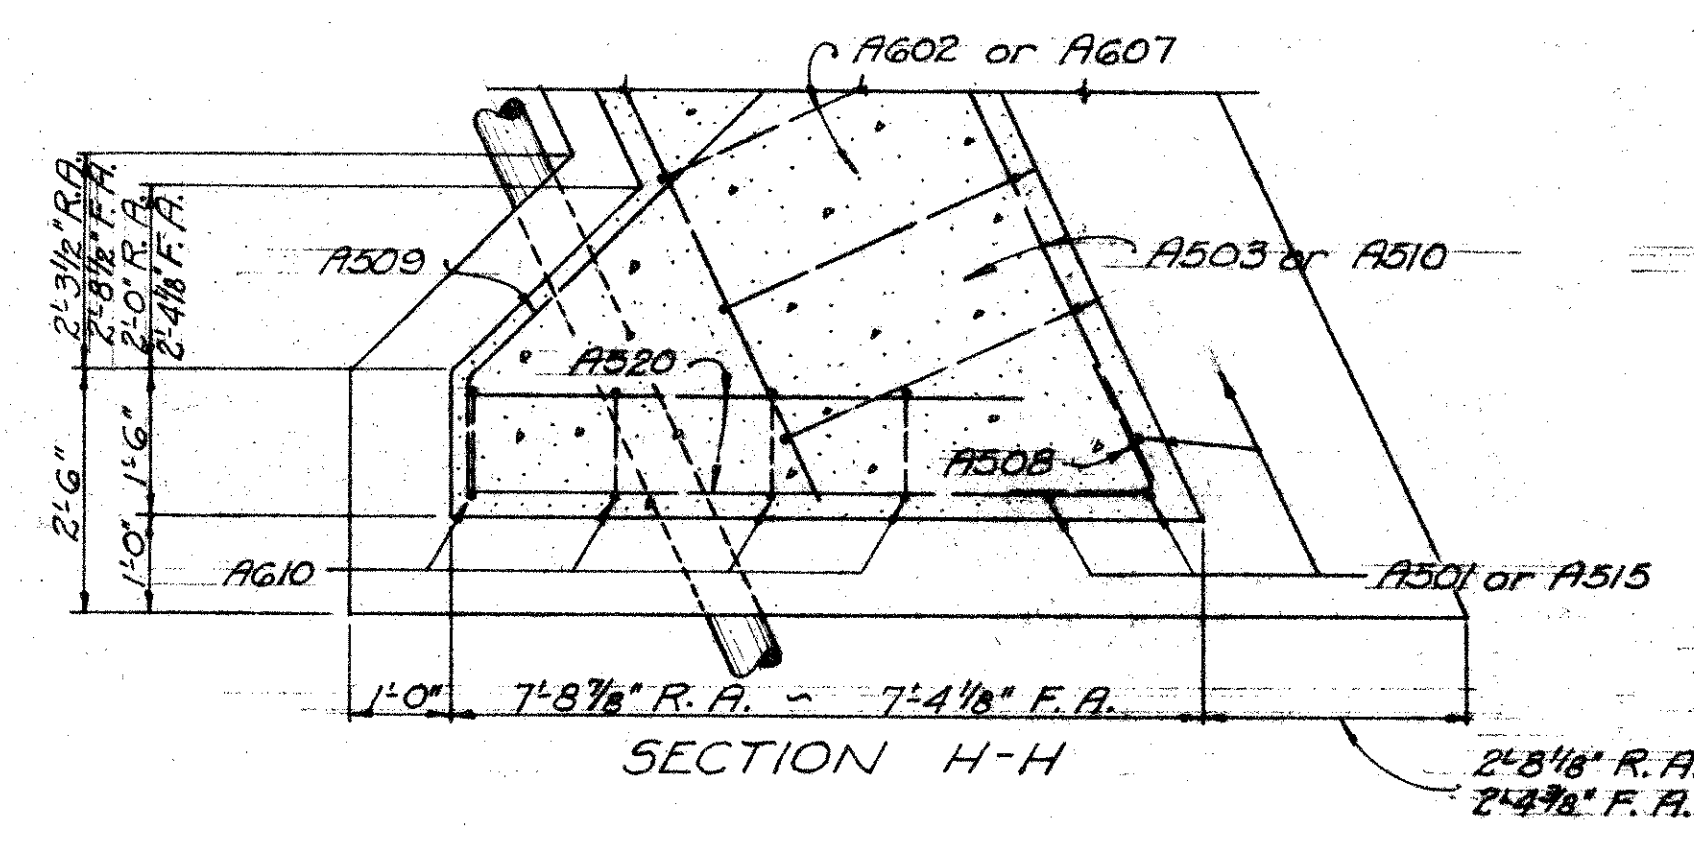 A602 or A607
2'-3½" R.A.
2'-8½" F.A.
2'-0" R.A.
2'-4⅛" F.A.
A509
A503 or A510
A520
A508
2'-6"
1'-6"
1'-0"
A610
A501 or A515
1'-0"
7'-8⅞" R. A. ~ 7'-4⅛" F. A.
SECTION H-H
2'-8⅛" R. A.
2'-4⅜" F. A.